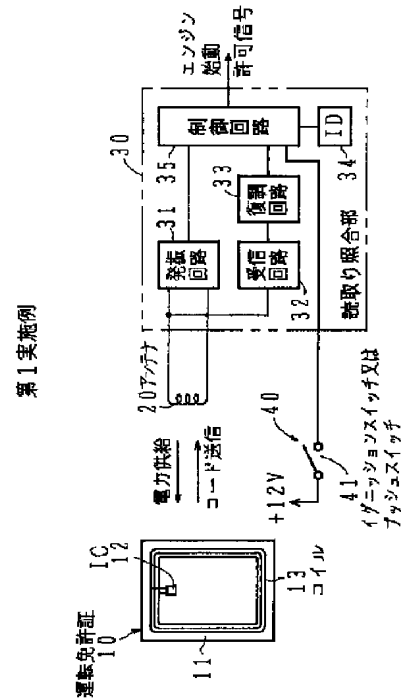 第1実施例
運転免許証
10
IC
12
11
13
コイル
電力供給
コード送信
20アンテナ
+12V
40
41
イグニッションスイッチ又は
プッシュスイッチ
30
31
発振
回路
受信
回路
32
33
復調
回路
35
制御回路
ID
34
読取り照合部
エンジン
始動
許可信号